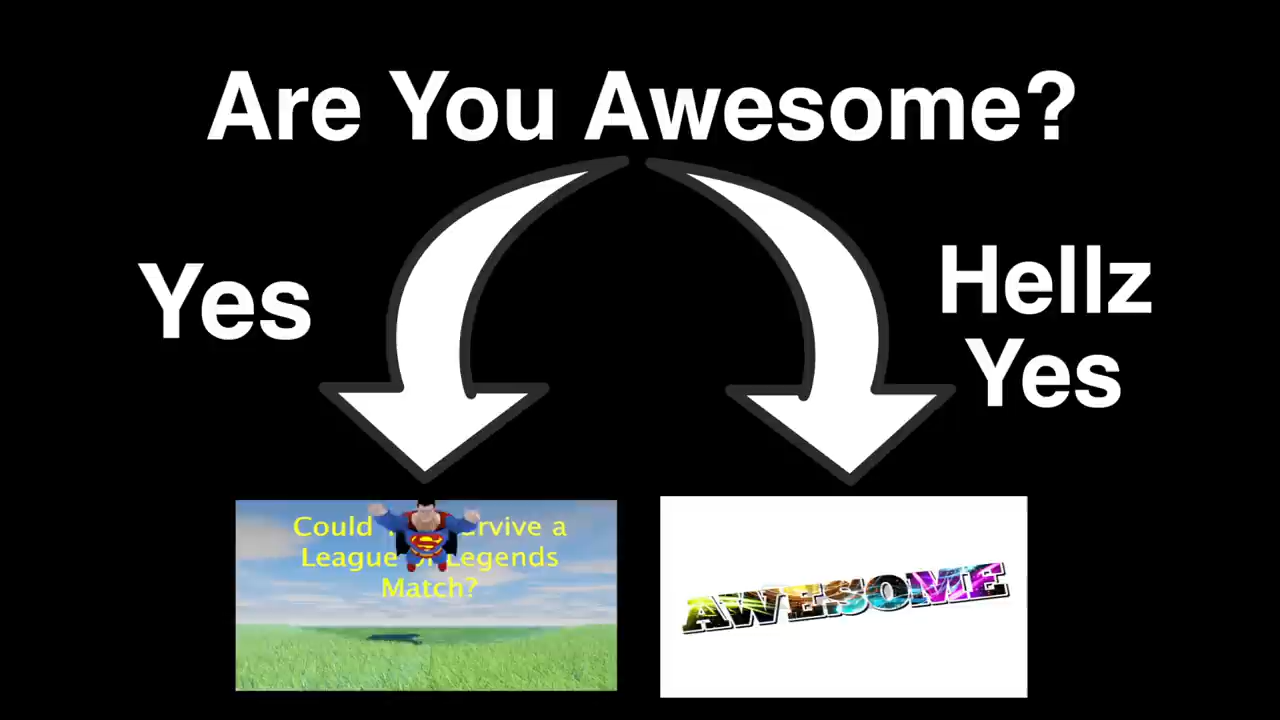 Are You Awesome?
Yes
Hellz
Yes
Could
a
League Legends
Match?
AWESOME